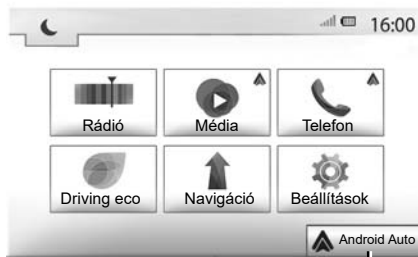 16:00
Rádió
Média
Telefon
Driving eco
Navigáció
Beállítások
Android Auto